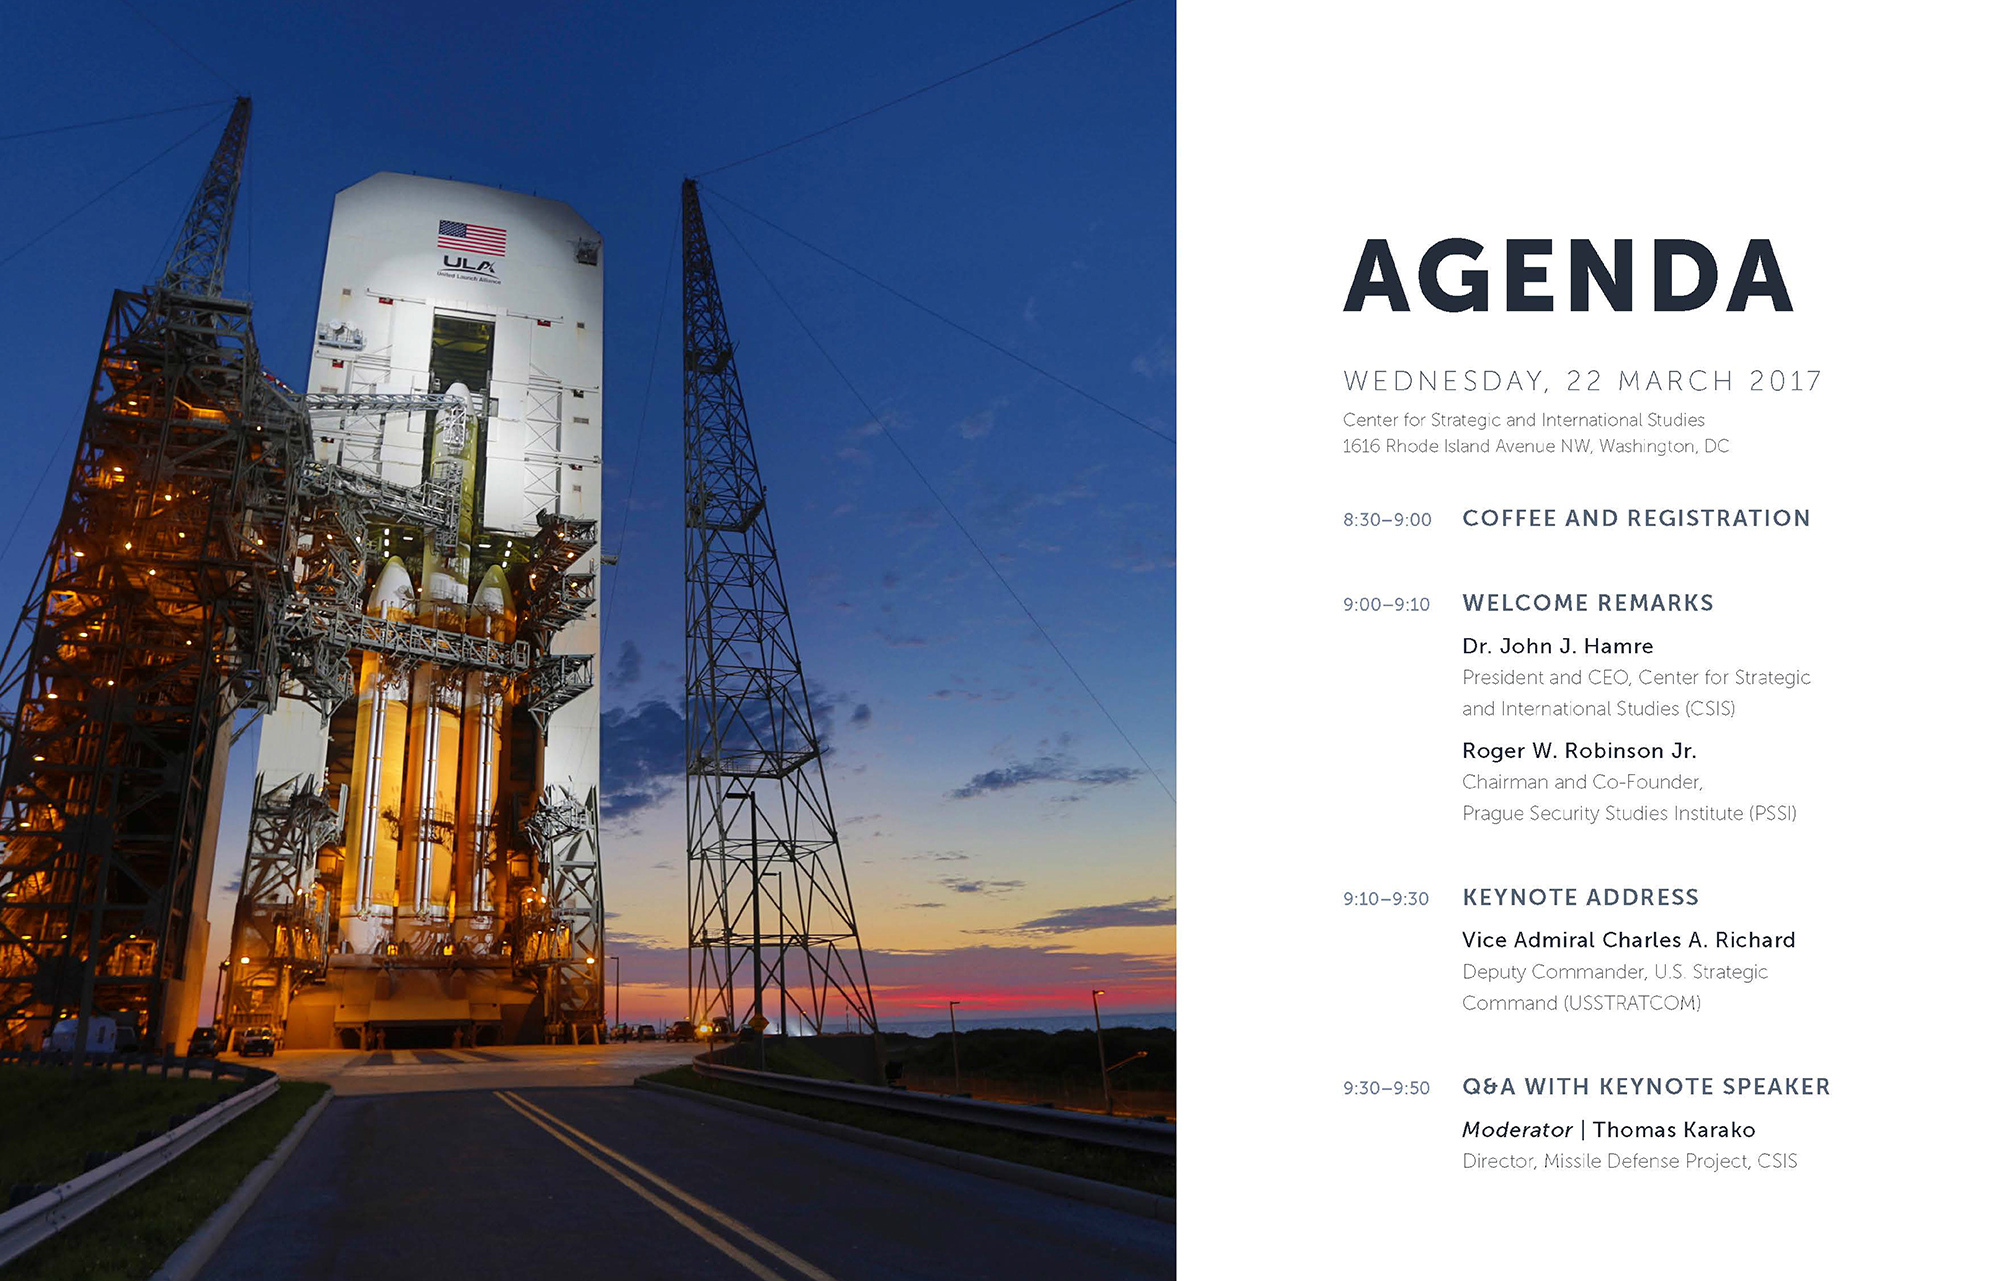 ULA
United Launch Alliance
AGENDA
WEDNESDAY, 22 MARCH 2017
Center for Strategic and International Studies
1616 Rhode Island Avenue NW, Washington, DC
8:30–9:00 COFFEE AND REGISTRATION
9:00–9:10 WELCOME REMARKS
Dr. John J. Hamre
President and CEO, Center for Strategic
and International Studies (CSIS)
Roger W. Robinson Jr.
Chairman and Co-Founder,
Prague Security Studies Institute (PSSI)
9:10–9:30 KEYNOTE ADDRESS
Vice Admiral Charles A. Richard
Deputy Commander, U.S. Strategic
Command (USSTRATCOM)
9:30–9:50 Q&A WITH KEYNOTE SPEAKER
Moderator | Thomas Karako
Director, Missile Defense Project, CSIS